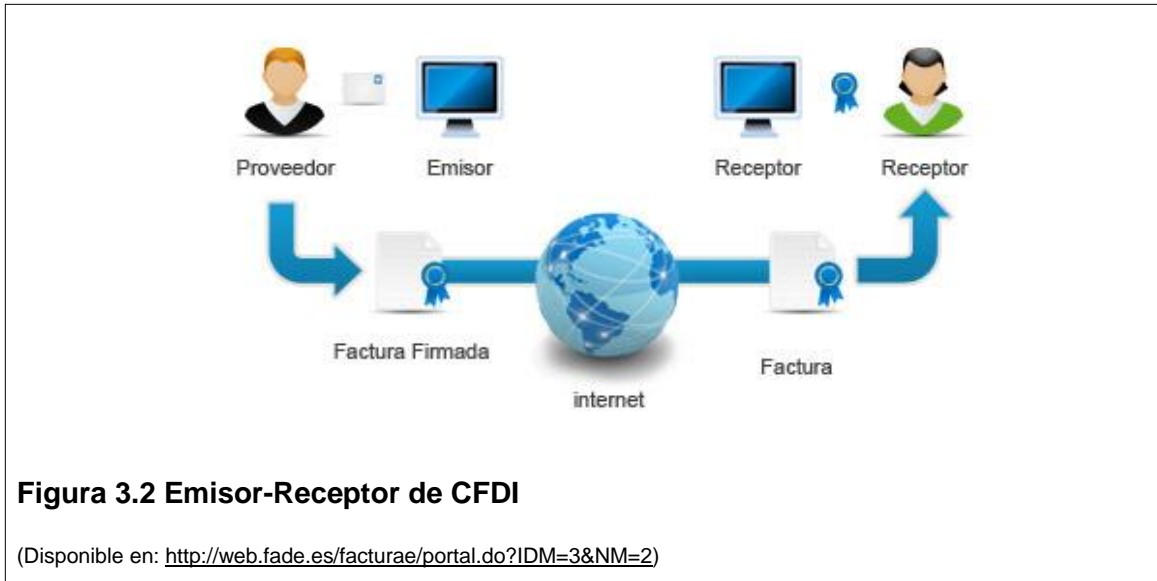 Proveedor
Emisor
Receptor
Receptor
Factura Firmada
internet
Factura
Figura 3.2 Emisor-Receptor de CFDI
(Disponible en: http://web.fade.es/facturae/portal.do?IDM=3&NM=2)